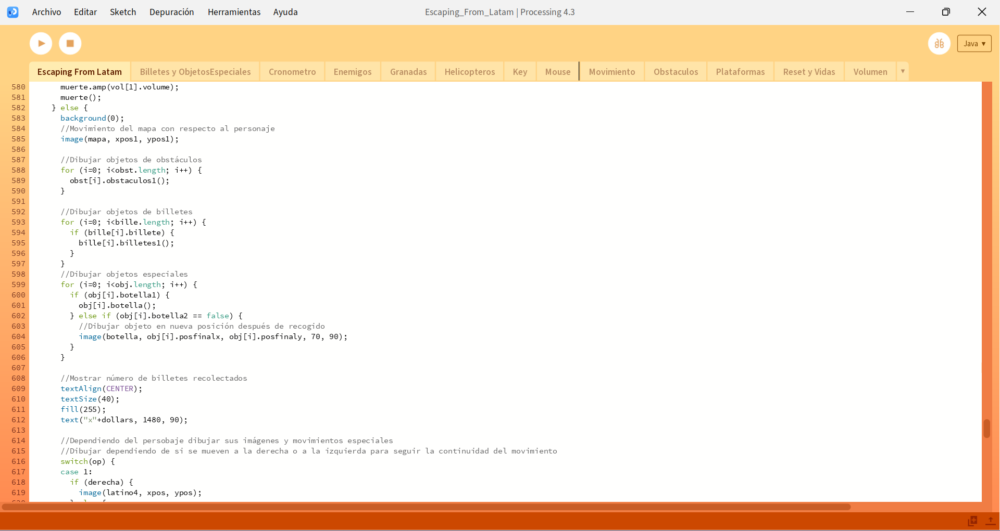 Archivo Editar Sketch Depuración Herramientas Ayuda Escaping_From_Latam | Processing 4.3
Java ▾
Escaping From Latam Billetes y ObjetosEspeciales Cronometro Enemigos Granadas Helicopteros Key Mouse Movimiento Obstaculos Plataformas Reset y Vidas Volumen ▾
580 muerte.amp(vol[1].volume);
581 muerte();
582 } else {
583 background(0);
584 //Movimiento del mapa con respecto al personaje
585 image(mapa, xpos1, ypos1);
586
587 //Dibujar objetos de obstáculos
588 for (i=0; i<obst.length; i++) {
589 obst[i].obstaculos1();
590 }
591
592 //Dibujar objetos de billetes
593 for (i=0; i<bille.length; i++) {
594 if (bille[i].billete) {
595 bille[i].billetes1();
596 }
597 }
598 //Dibujar objetos especiales
599 for (i=0; i<obj.length; i++) {
600 if (obj[i].botella1) {
601 obj[i].botella();
602 } else if (obj[i].botella2 == false) {
603 //Dibujar objeto en nueva posición después de recogido
604 image(botella, obj[i].posfinalx, obj[i].posfinaly, 70, 90);
605 }
606 }
607
608 //Mostrar número de billetes recolectados
609 textAlign(CENTER);
610 textSize(40);
611 fill(255);
612 text("x"+dollars, 1480, 90);
613
614 //Dependiendo del persobaje dibujar sus imágenes y movimientos especiales
615 //Dibujar dependiendo de si se mueven a la derecha o a la izquierda para seguir la continuidad del movimiento
616 switch(op) {
617 case 1:
618 if (derecha) {
619 image(latino4, xpos, ypos);